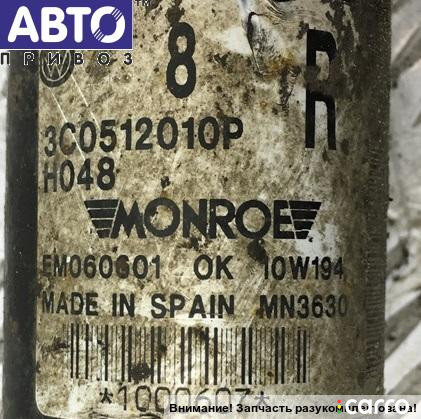 АВТО
ПРИВОЗ
8
R
3C0512010P
H048
MONROE
EM060601 OK 10W194
MADE IN SPAIN MN3630
Внимание! Запчасть разукомплектована!